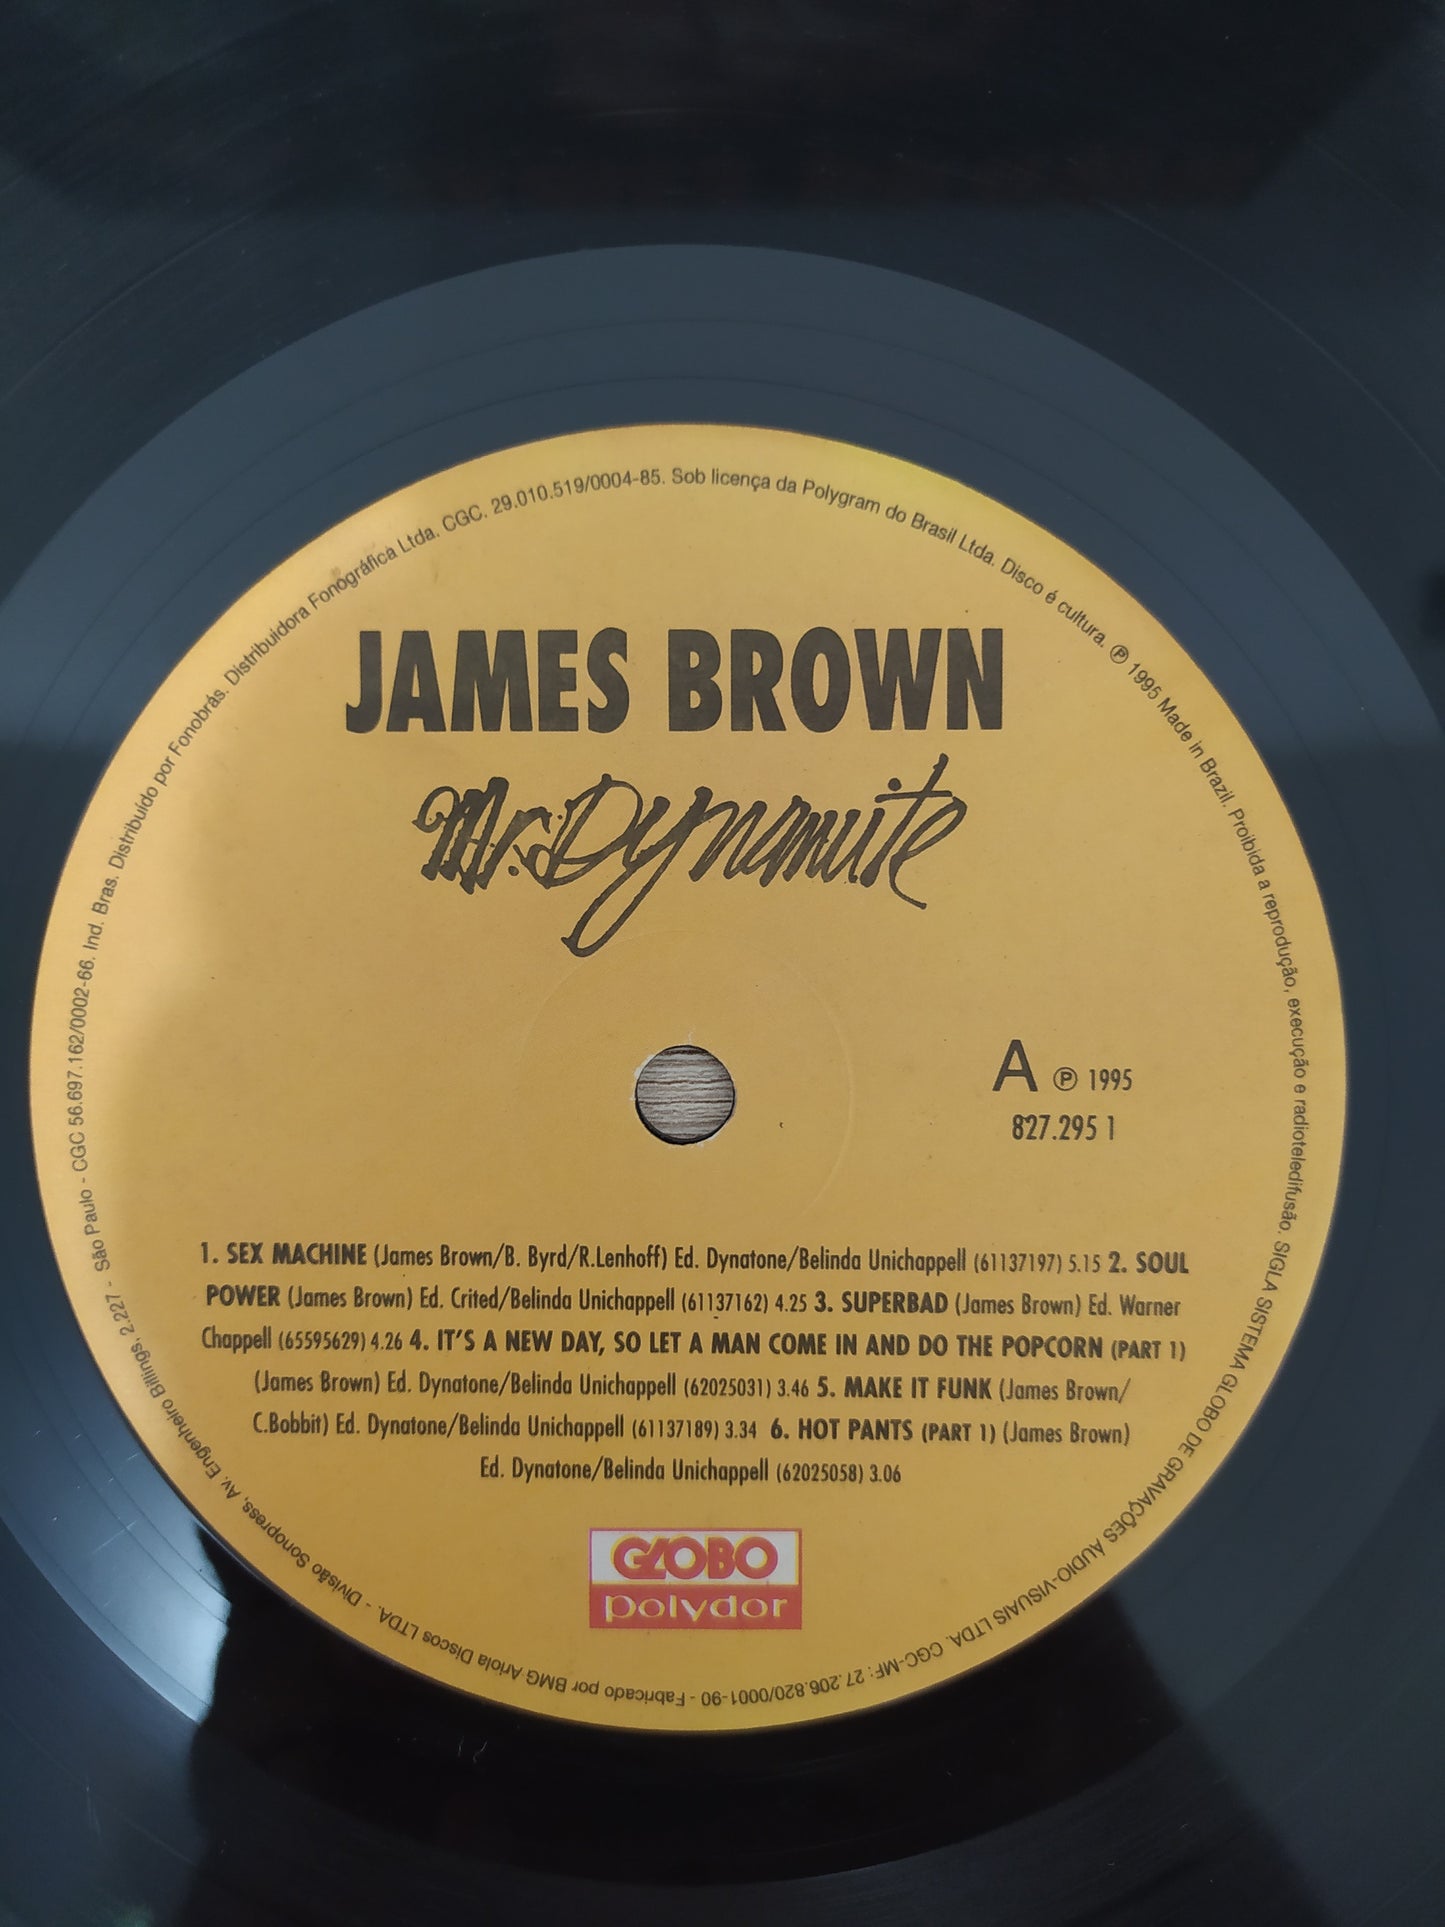 Fabricado por BMG Ariola Discos LTDA. - Divisão Sonopress, Av. Engenheiro Billings, 2.227 - São Paulo - CGC 56.697.162/0002-66. Ind. Bras. Distribuído por Fonobrás. Distribuidora Fonográfica Ltda. CGC. 29.010.519/0004-85. Sob licença da Polygram do Brasil Ltda. Disco é cultura. ℗ 1995 Made in Brazil. Proibida a reprodução, execução e radioteledifusão. SIGLA SISTEMA GLOBO DE GRAVAÇÕES ÁUDIO-VISUAIS LTDA. CGC-MF: 27.206.820/0001-90 -
JAMES BROWN
Mr. Dynamite
A ℗ 1995
827.295 1
1. SEX MACHINE (James Brown/B. Byrd/R.Lenhoff) Ed. Dynatone/Belinda Unichappell (61137197) 5.15 2. SOUL
POWER (James Brown) Ed. Crited/Belinda Unichappell (61137162) 4.25 3. SUPERBAD (James Brown) Ed. Warner
Chappell (65595629) 4.26 4. IT'S A NEW DAY, SO LET A MAN COME IN AND DO THE POPCORN (PART 1)
(James Brown) Ed. Dynatone/Belinda Unichappell (62025031) 3.46 5. MAKE IT FUNK (James Brown/
C.Bobbit) Ed. Dynatone/Belinda Unichappell (61137189) 3.34 6. HOT PANTS (PART 1) (James Brown)
Ed. Dynatone/Belinda Unichappell (62025058) 3.06
GLOBO
polydor